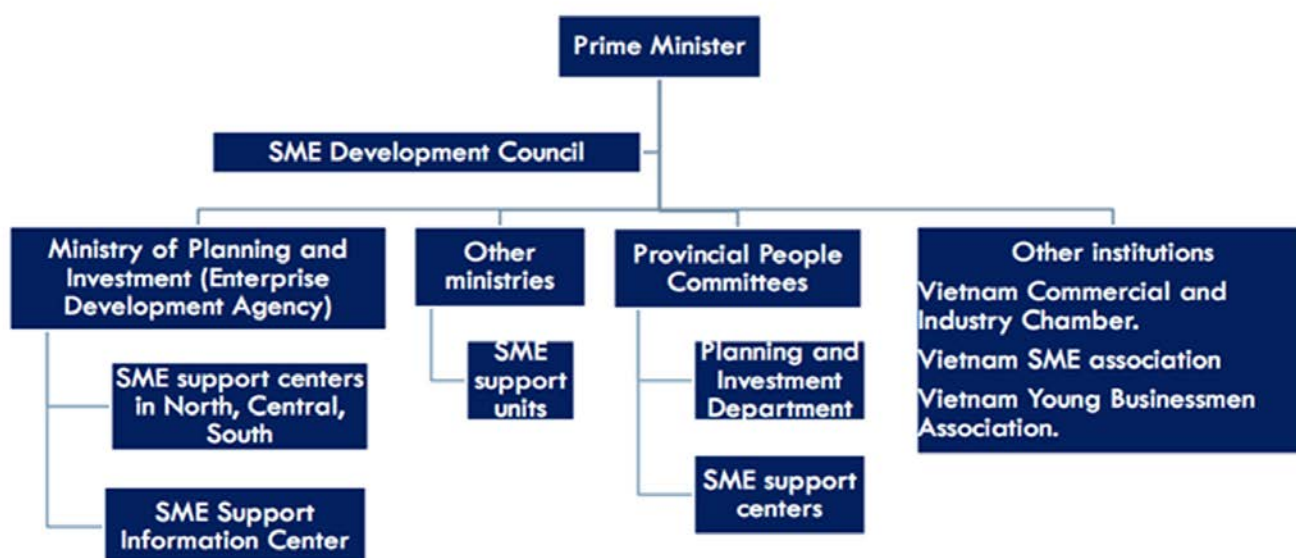 Prime Minister
SME Development Council
Ministry of Planning and
Investment (Enterprise
Development Agency)
Other
ministries
Provincial People
Committees
Other institutions
Vietnam Commercial and
Industry Chamber.
Vietnam SME association
Vietnam Young Businessmen
Association.
SME support centers
in North, Central,
South
SME
support
units
Planning and
Investment
Department
SME Support
Information Center
SME support
centers